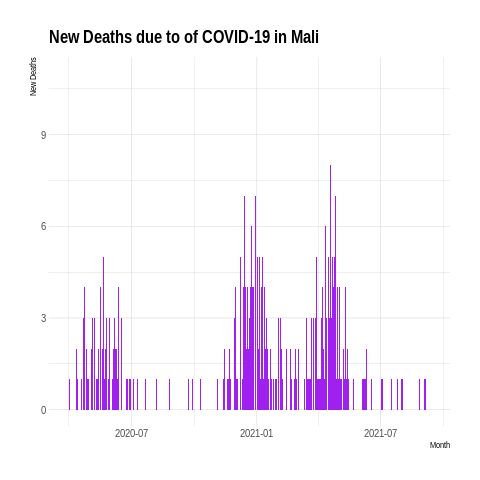 New Deaths due to of COVID-19 in Mali
New Deaths
9
6
3
0
2020-07
2021-01
2021-07
Month